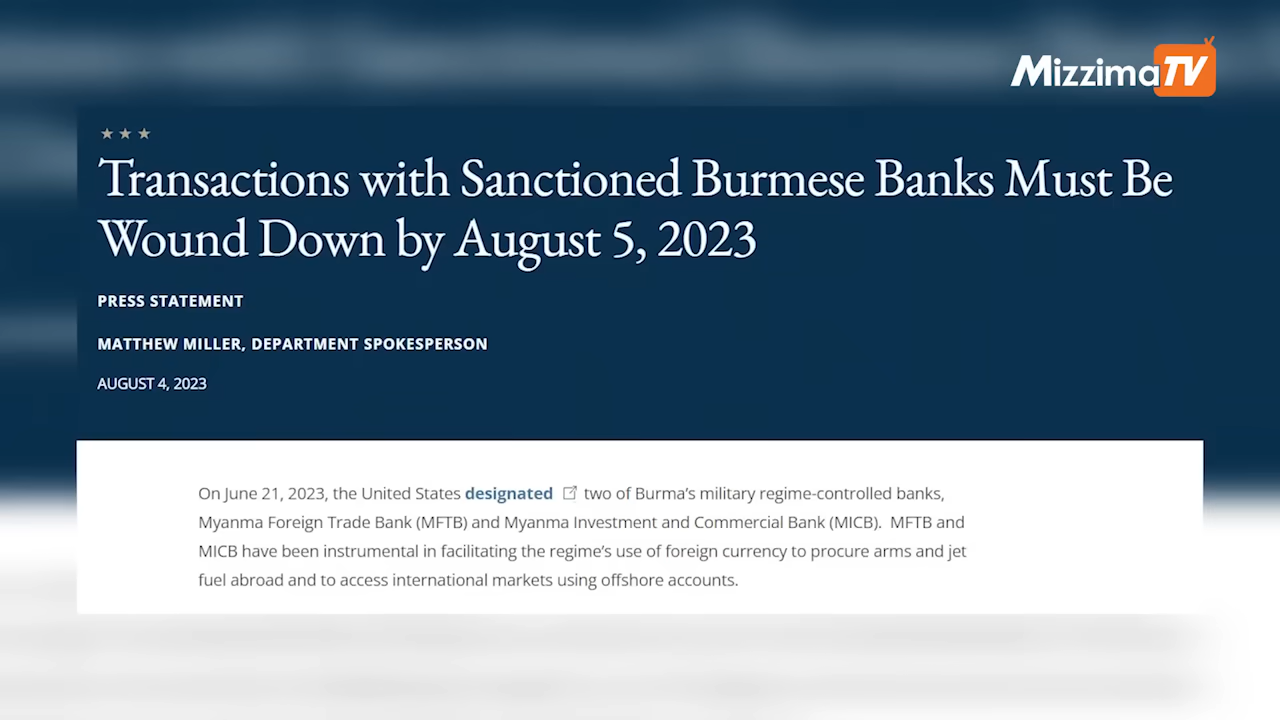 Mizzima TV
Transactions with Sanctioned Burmese Banks Must Be
Wound Down by August 5, 2023
PRESS STATEMENT
MATTHEW MILLER, DEPARTMENT SPOKESPERSON
AUGUST 4, 2023
On June 21, 2023, the United States designated two of Burma's military regime-controlled banks,
Myanma Foreign Trade Bank (MFTB) and Myanma Investment and Commercial Bank (MICB). MFTB and
MICB have been instrumental in facilitating the regime's use of foreign currency to procure arms and jet
fuel abroad and to access international markets using offshore accounts.